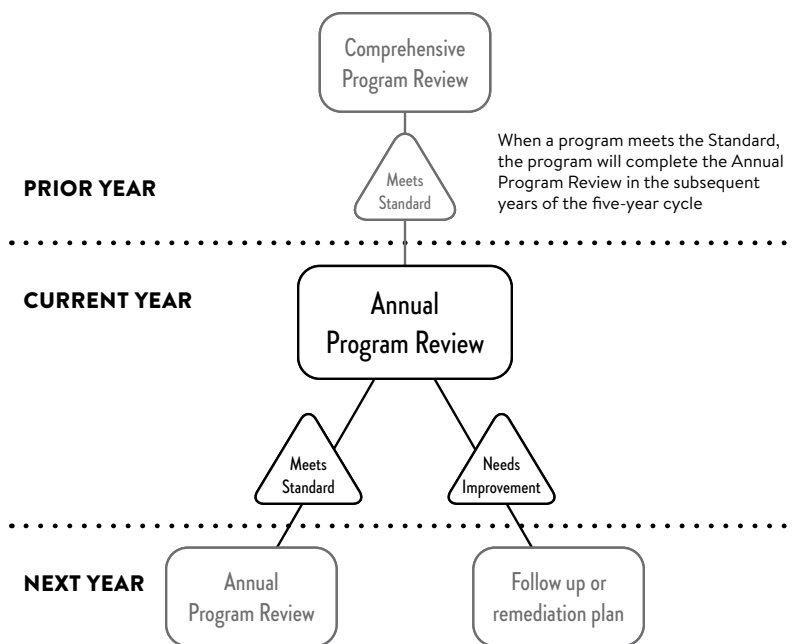 Comprehensive
Program Review
When a program meets the Standard,
the program will complete the Annual
Program Review in the subsequent
years of the five-year cycle
PRIOR YEAR
Meets
Standard
CURRENT YEAR
Annual
Program Review
Meets
Standard
Needs
Improvement
NEXT YEAR
Annual
Program Review
Follow up or
remediation plan